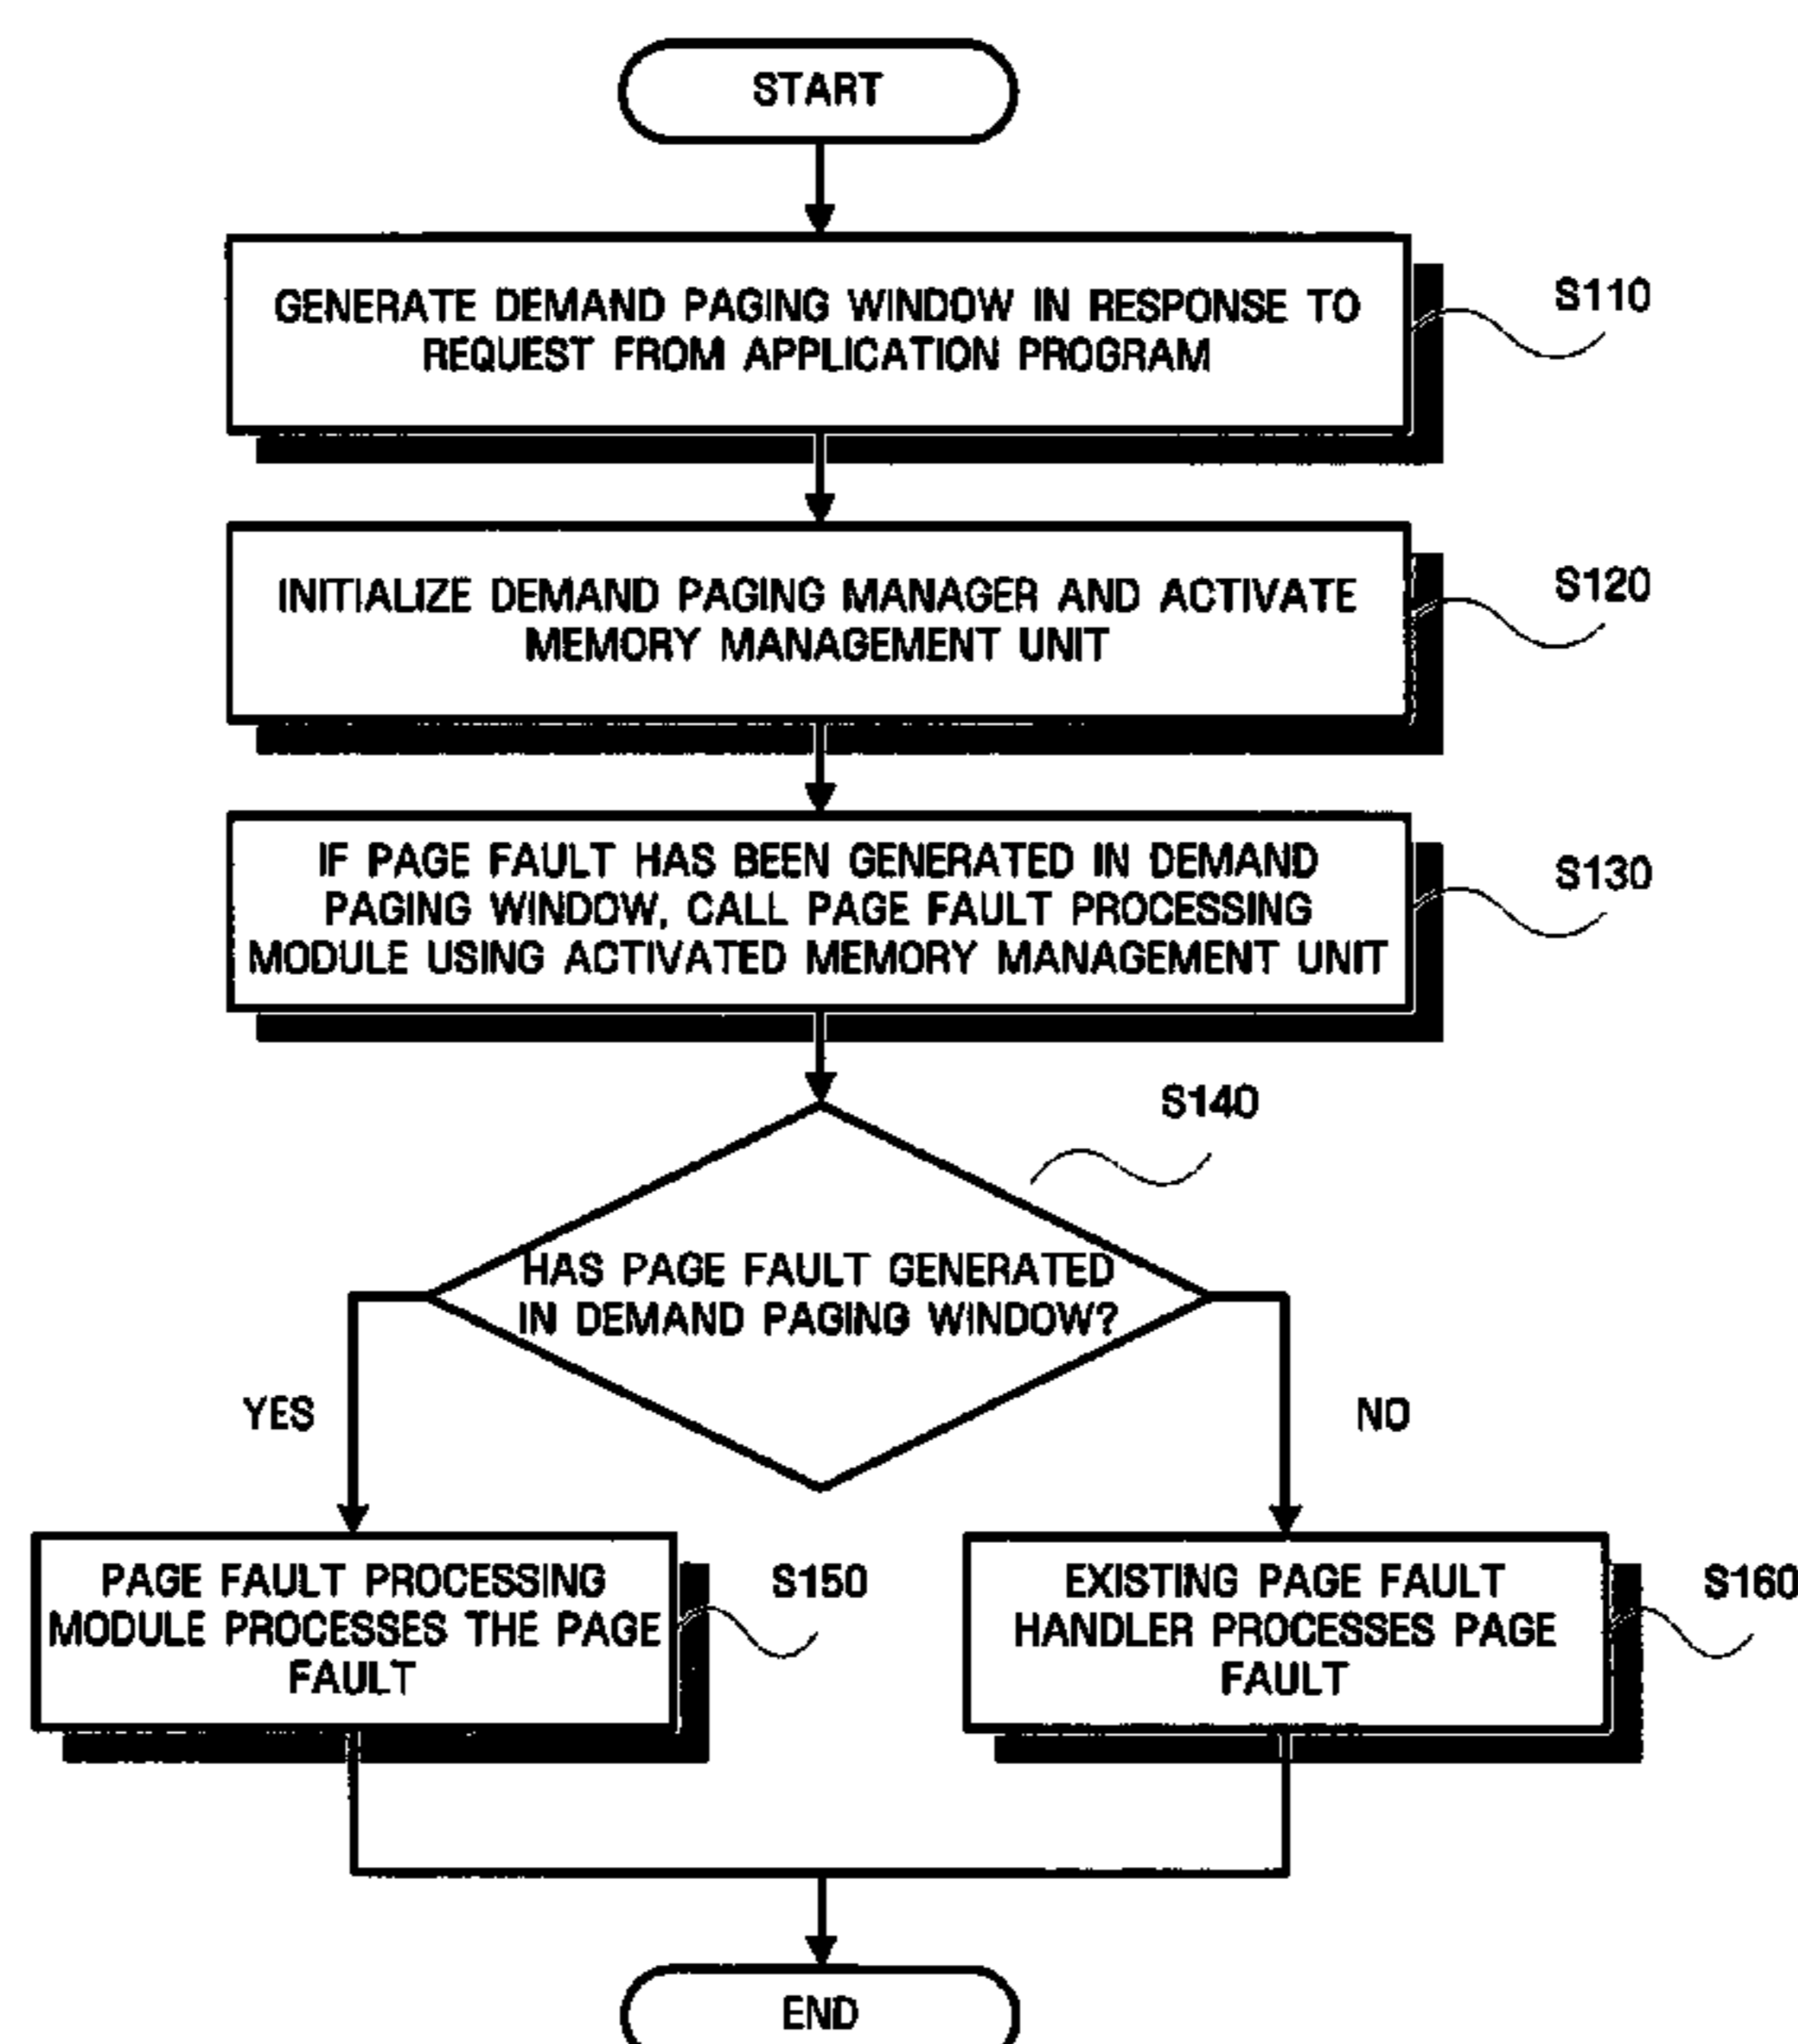 START
GENERATE DEMAND PAGING WINDOW IN RESPONSE TO
REQUEST FROM APPLICATION PROGRAM
S110
INITIALIZE DEMAND PAGING MANAGER AND ACTIVATE
MEMORY MANAGEMENT UNIT
S120
IF PAGE FAULT HAS BEEN GENERATED IN DEMAND
PAGING WINDOW, CALL PAGE FAULT PROCESSING
MODULE USING ACTIVATED MEMORY MANAGEMENT UNIT
S130
S140
HAS PAGE FAULT GENERATED
IN DEMAND PAGING WINDOW?
YES
NO
PAGE FAULT PROCESSING
MODULE PROCESSES THE PAGE
FAULT
S150
EXISTING PAGE FAULT
HANDLER PROCESSES PAGE
FAULT
S160
END